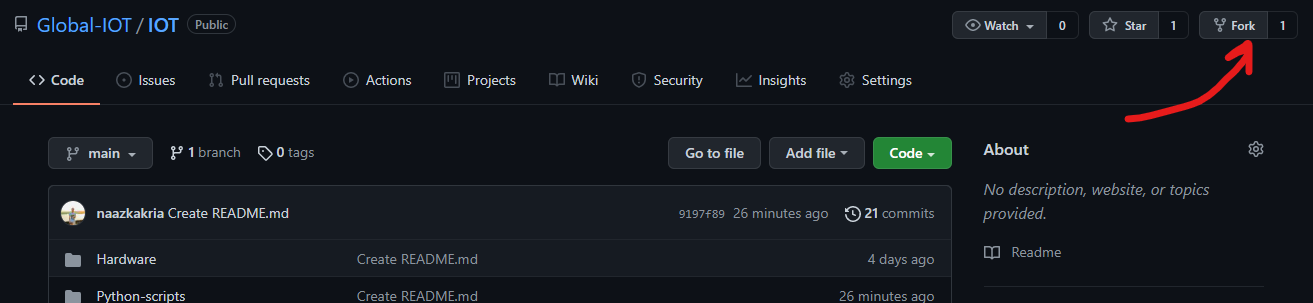 Global-IOT / IOT Public Watch 0 Star 1 Fork 1
Code Issues Pull requests Actions Projects Wiki Security Insights Settings
main 1 branch 0 tags Go to file Add file Code
About
No description, website, or topics
provided.
Readme
naazkakria Create README.md 9197f89 26 minutes ago 21 commits
Hardware Create README.md 4 days ago
Python-scripts Create README.md 26 minutes ago